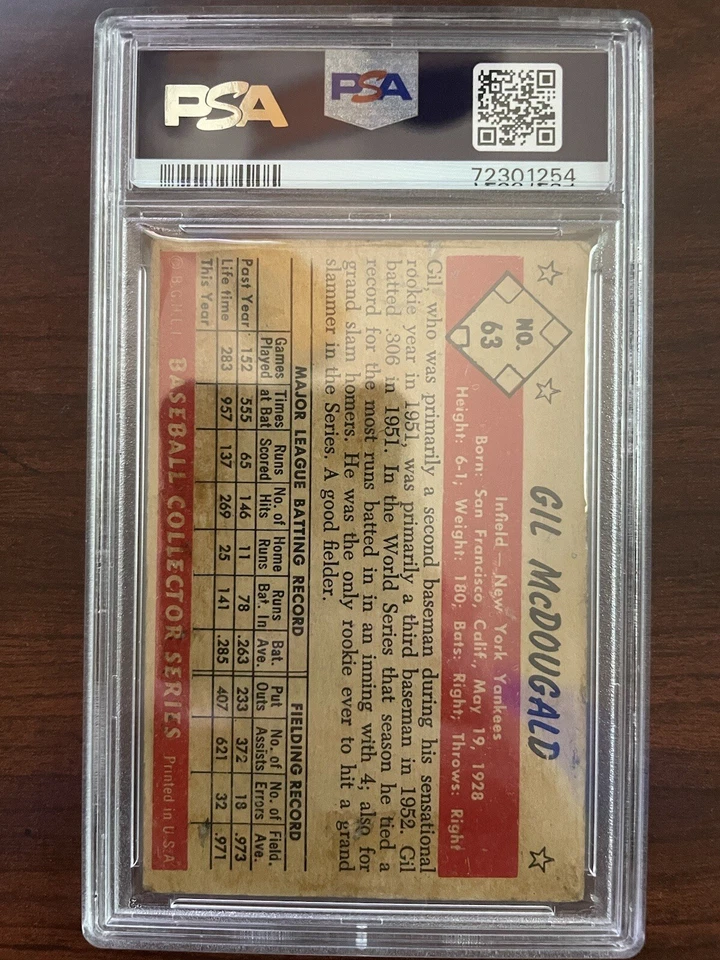 PSA
PSA
72301254
NO.
63
GIL McDOUGALD
Infield — New York Yankees
Born: San Francisco, Calif., May 19, 1928
Height: 6-1; Weight: 180; Bats: Right; Throws: Right
Gil, who was primarily a second baseman during his sensational
rookie year in 1951, was primarily a third baseman in 1952. Gil
batted .306 in 1951. In the World Series that season he tied a
record for the most runs batted in in an inning with 4; also for
grand slam homers. He was the only rookie ever to hit a grand
slammer in the Series. A good fielder.
MAJOR LEAGUE BATTING RECORD FIELDING RECORD
Games Times Runs No. of Home Runs Bat. Put No. of No. of Field.
Played at Bat Scored Hits Runs Bat. In Ave. Outs Assists Errors Ave.
Past Year 152 555 65 146 11 78 .263 233 372 18 .973
Life time 283 957 137 269 25 141 .285 407 621 32 .971
This Year
BASEBALL COLLECTOR SERIES Printed in U.S.A.